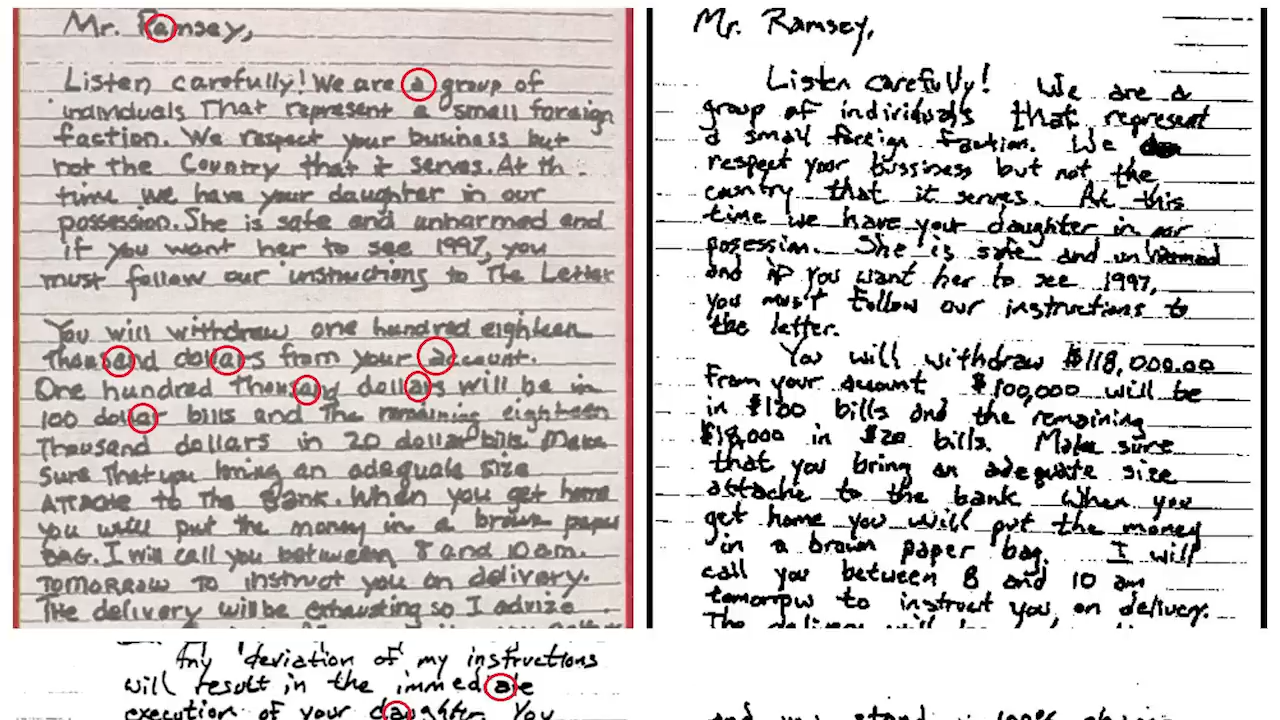 Mr. Ramsey,
Listen carefully! We are a group of
individuals That represent a small foreign
faction. We respect your business but
not the Country that it serves. At th
time we have your daughter in our
possession. She is safe and unharmed and
if you want her to see 1997, you
must follow our instructions to The Letter
You will withdraw one hundred eighteen
Thousand dollars from your account.
One hundred thousand dollars will be in
100 dollar bills and The remaining eighteen
Thousand dollars in 20 dollar bills. Make
Sure That you bring an adequate size
ATTACHE to The Bank. When you get home
you will put the money in a brown paper
BAG. I will call you between 8 and 10 am.
TOMORROW TO instruct you on delivery.
The delivery will be exhausting so I advize
Mr. Ramsey,
Listen carefully! We are a
group of individuals that represent
a small foreign faction. We
respect your bussiness but not the
country that it serves. At this
time we have your daughter in our
posession. She is safe and unharmed
and if you want her to see 1997,
you must follow our instructions to
the letter.
You will withdraw $118,000.00
from your account $100,000 will be
in $100 bills and the remaining
$18,000 in $20 bills. Make sure
that you bring an adequate size
attache to the bank. When you
get home you will put the money
in a brown paper bag. I will
call you between 8 and 10 am
tomorrow to instruct you on delivery.
The delivery will be
Any deviation of my instructions
will result in the immediate
execution of your daughter. You
and my stand